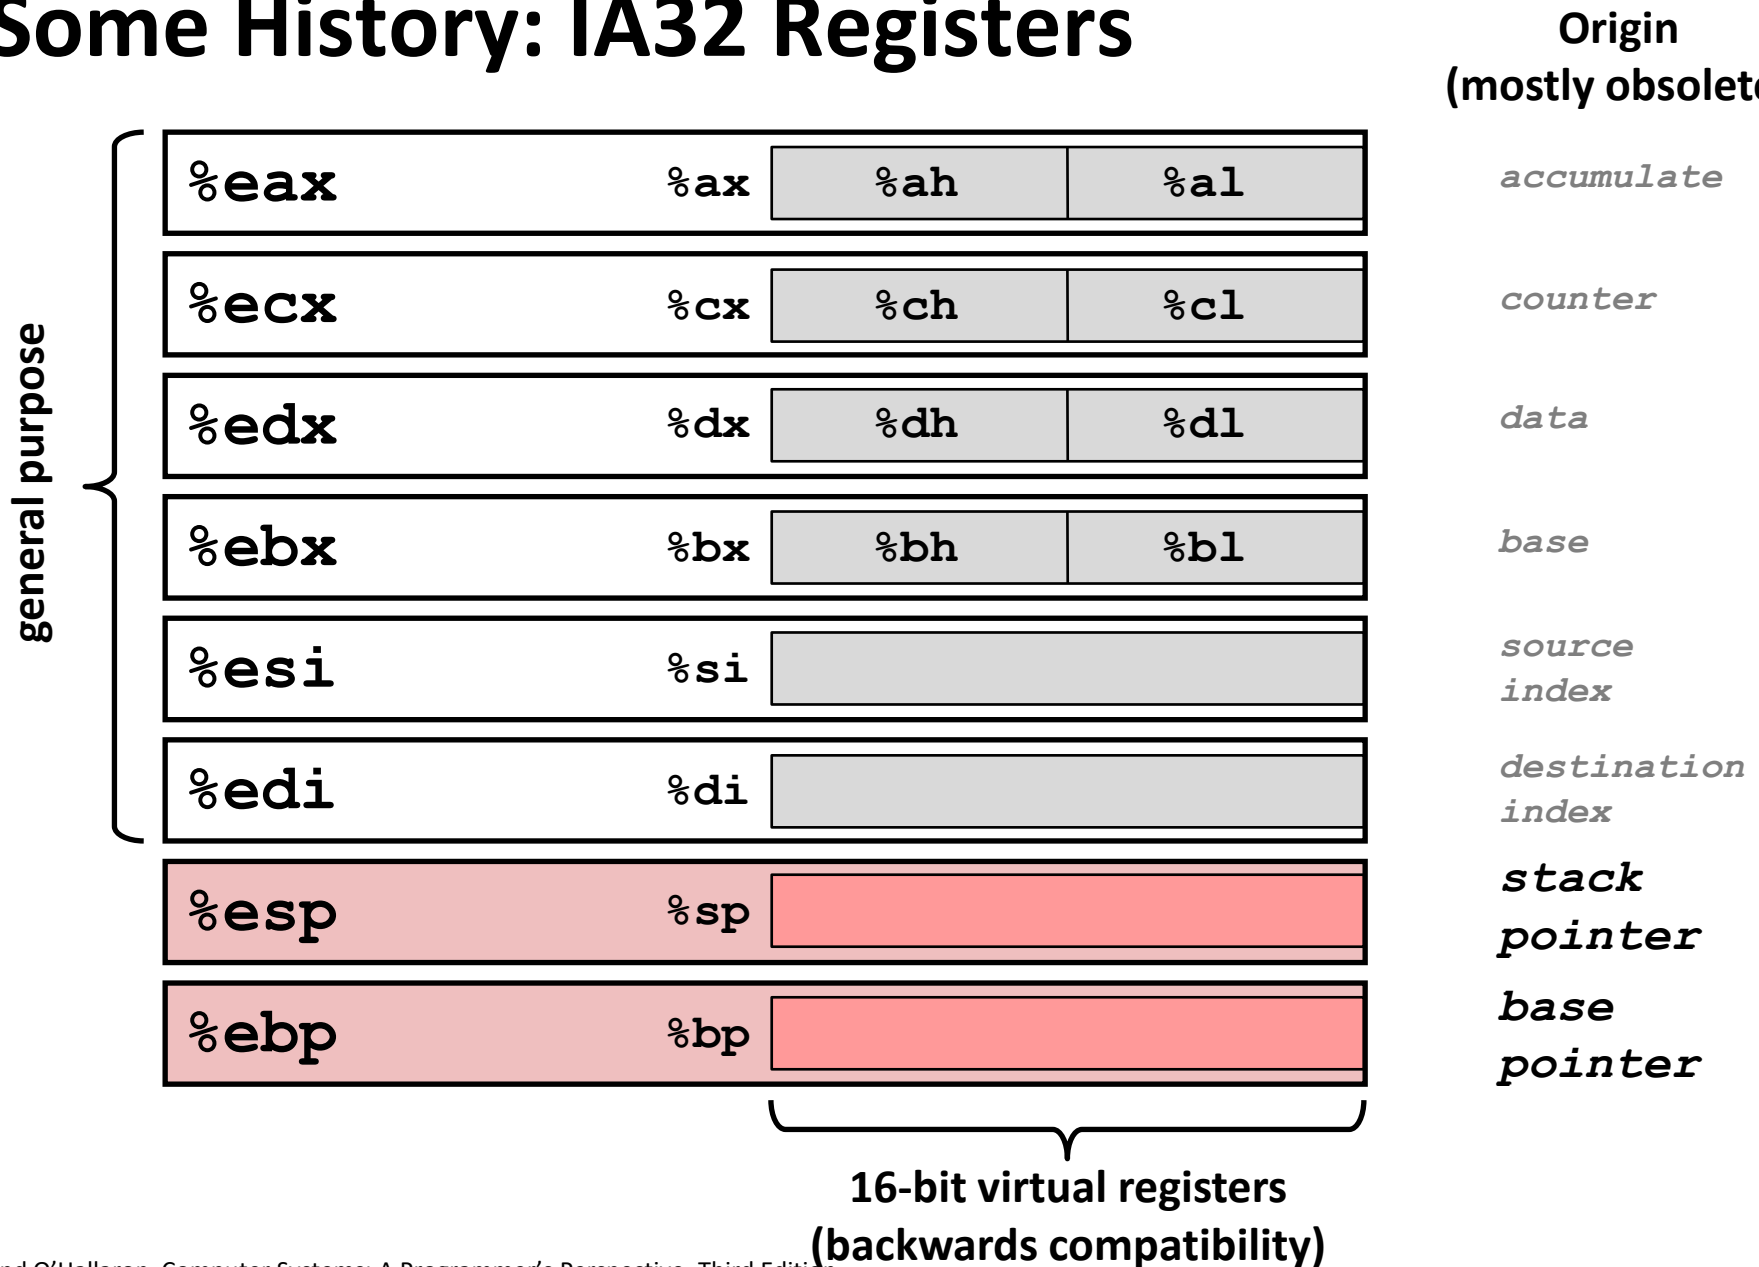 Some History: IA32 Registers
Origin
(mostly obsolete
%eax %ax %ah %al accumulate
%ecx %cx %ch %cl counter
%edx %dx %dh %dl data
%ebx %bx %bh %bl base
%esi %si source
index
%edi %di destination
index
%esp %sp stack
pointer
%ebp %bp base
pointer
general purpose
16-bit virtual registers
(backwards compatibility)
O'Hallaron, Computer Systems: A Programmer's Perspective, Third Edition